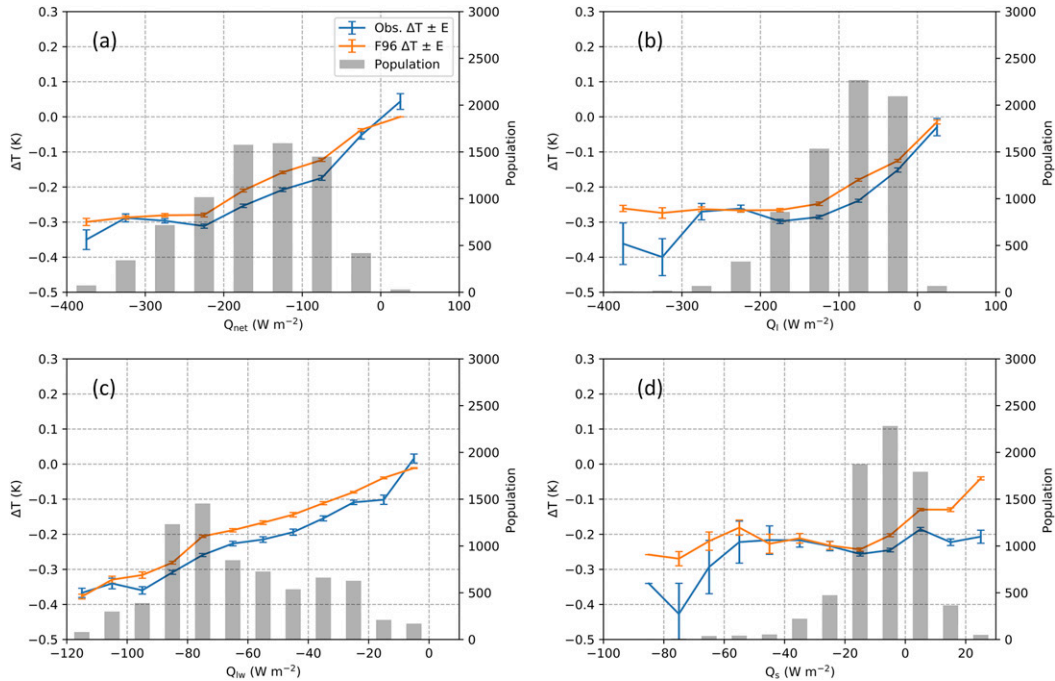 (a)
Obs. ΔT ± E
F96 ΔT ± E
Population
0.3
0.2
0.1
0.0
−0.1
−0.2
−0.3
−0.4
−0.5
ΔT (K)
−400 −300 −200 −100 0 100
Qnet (W m−2)
3000
2500
2000
1500
1000
500
0
Population
(b)
0.3
0.2
0.1
0.0
−0.1
−0.2
−0.3
−0.4
−0.5
ΔT (K)
−400 −300 −200 −100 0 100
Ql (W m−2)
3000
2500
2000
1500
1000
500
0
Population
(c)
0.3
0.2
0.1
0.0
−0.1
−0.2
−0.3
−0.4
−0.5
ΔT (K)
−120 −100 −80 −60 −40 −20 0
Qlw (W m−2)
3000
2500
2000
1500
1000
500
0
Population
(d)
0.3
0.2
0.1
0.0
−0.1
−0.2
−0.3
−0.4
−0.5
ΔT (K)
−100 −80 −60 −40 −20 0 20
Qs (W m−2)
3000
2500
2000
1500
1000
500
0
Population